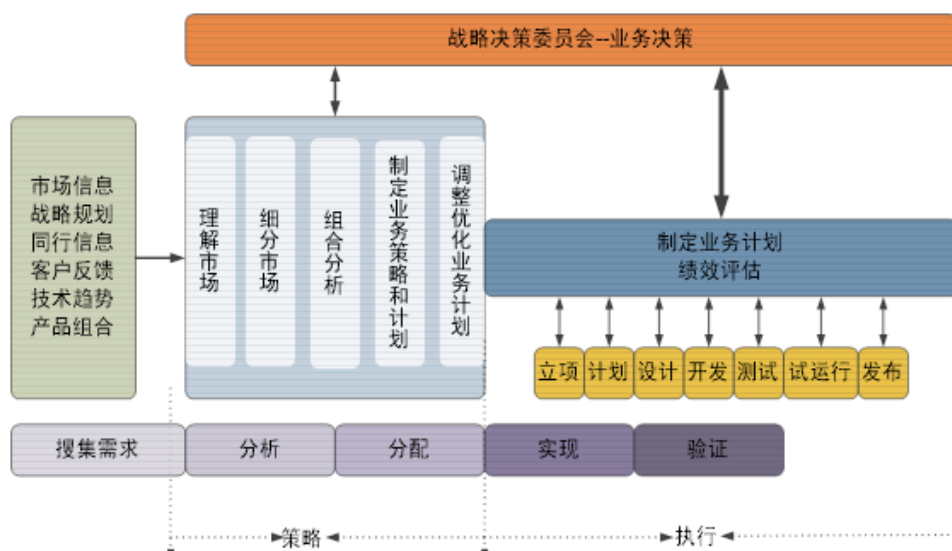 战略决策委员会--业务决策
市场信息
战略规划
同行信息
客户反馈
技术趋势
产品组合
理解市场
细分市场
组合分析
制定业务策略和计划
调整优化业务计划
制定业务计划
绩效评估
立项
计划
设计
开发
测试
试运行
发布
搜集需求
分析
分配
实现
验证
策略
执行